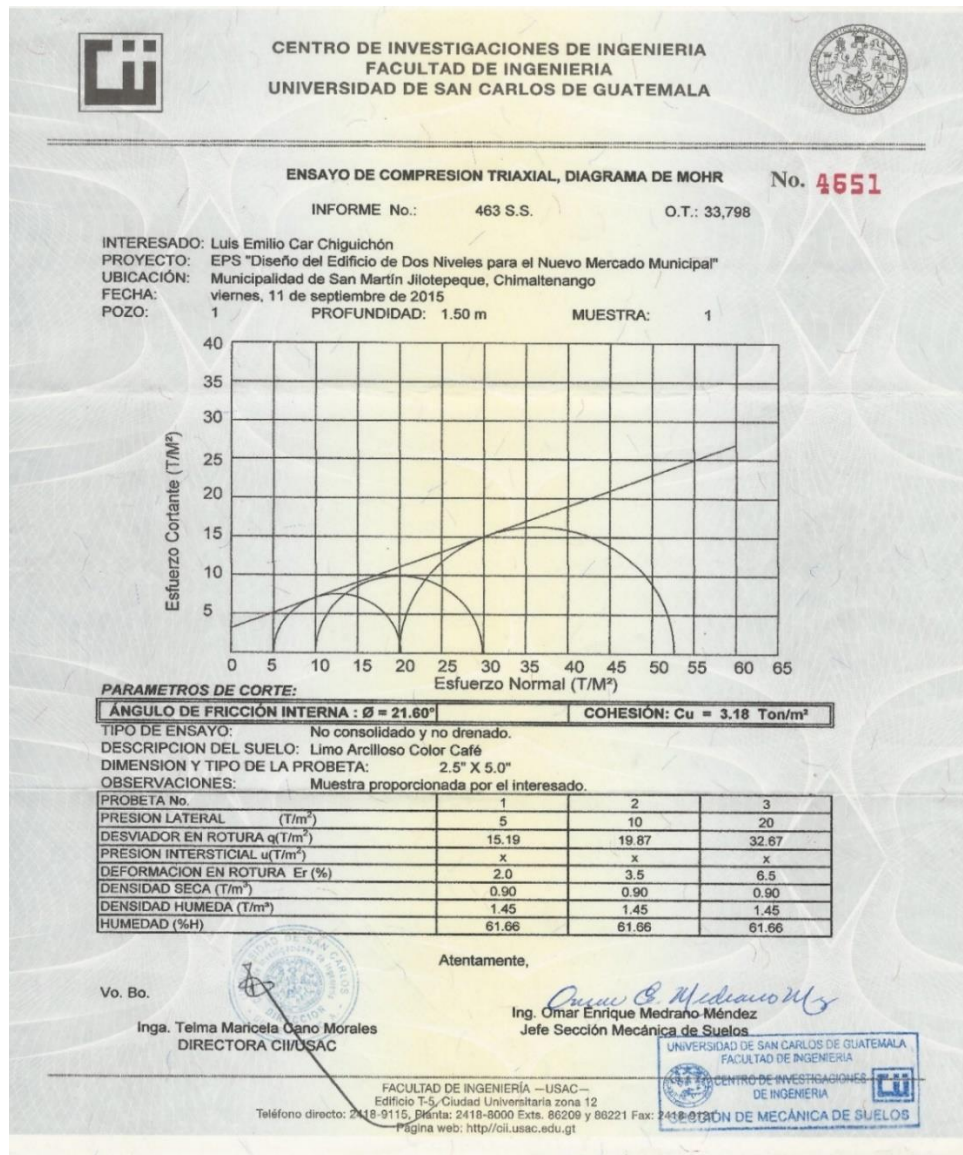 CENTRO DE INVESTIGACIONES DE INGENIERIA
FACULTAD DE INGENIERIA
UNIVERSIDAD DE SAN CARLOS DE GUATEMALA
ENSAYO DE COMPRESION TRIAXIAL, DIAGRAMA DE MOHR
No. 4651
INFORME No.: 463 S.S. O.T.: 33,798
INTERESADO: Luis Emilio Car Chiguichón
PROYECTO: EPS "Diseño del Edificio de Dos Niveles para el Nuevo Mercado Municipal"
UBICACIÓN: Municipalidad de San Martín Jilotepeque, Chimaltenango
FECHA: viernes, 11 de septiembre de 2015
POZO: 1 PROFUNDIDAD: 1.50 m MUESTRA: 1
40
35
30
25
20
15
10
5
Esfuerzo Cortante (T/M²)
0 5 10 15 20 25 30 35 40 45 50 55 60 65
Esfuerzo Normal (T/M²)
PARAMETROS DE CORTE:
ÁNGULO DE FRICCIÓN INTERNA : Ø = 21.60° COHESIÓN: Cu = 3.18 Ton/m²
TIPO DE ENSAYO: No consolidado y no drenado.
DESCRIPCION DEL SUELO: Limo Arcilloso Color Café
DIMENSION Y TIPO DE LA PROBETA: 2.5" X 5.0"
OBSERVACIONES: Muestra proporcionada por el interesado.
PROBETA No. 1 2 3
PRESION LATERAL (T/m²) 5 10 20
DESVIADOR EN ROTURA q(T/m²) 15.19 19.87 32.67
PRESION INTERSTICIAL u(T/m²) x x x
DEFORMACION EN ROTURA Er (%) 2.0 3.5 6.5
DENSIDAD SECA (T/m³) 0.90 0.90 0.90
DENSIDAD HUMEDA (T/m³) 1.45 1.45 1.45
HUMEDAD (%H) 61.66 61.66 61.66
Atentamente,
Vo. Bo.
Inga. Telma Maricela Cano Morales
DIRECTORA CII/USAC
Ing. Omar Enrique Medrano Méndez
Jefe Sección Mecánica de Suelos
UNIVERSIDAD DE SAN CARLOS DE GUATEMALA
FACULTAD DE INGENIERIA
CENTRO DE INVESTIGACIONES
DE INGENIERIA
SECCIÓN DE MECÁNICA DE SUELOS
FACULTAD DE INGENIERÍA —USAC—
Edificio T-5, Ciudad Universitaria zona 12
Teléfono directo: 2418-9115, Planta: 2418-8000 Exts. 86209 y 86221 Fax:
Página web: http//cii.usac.edu.gt